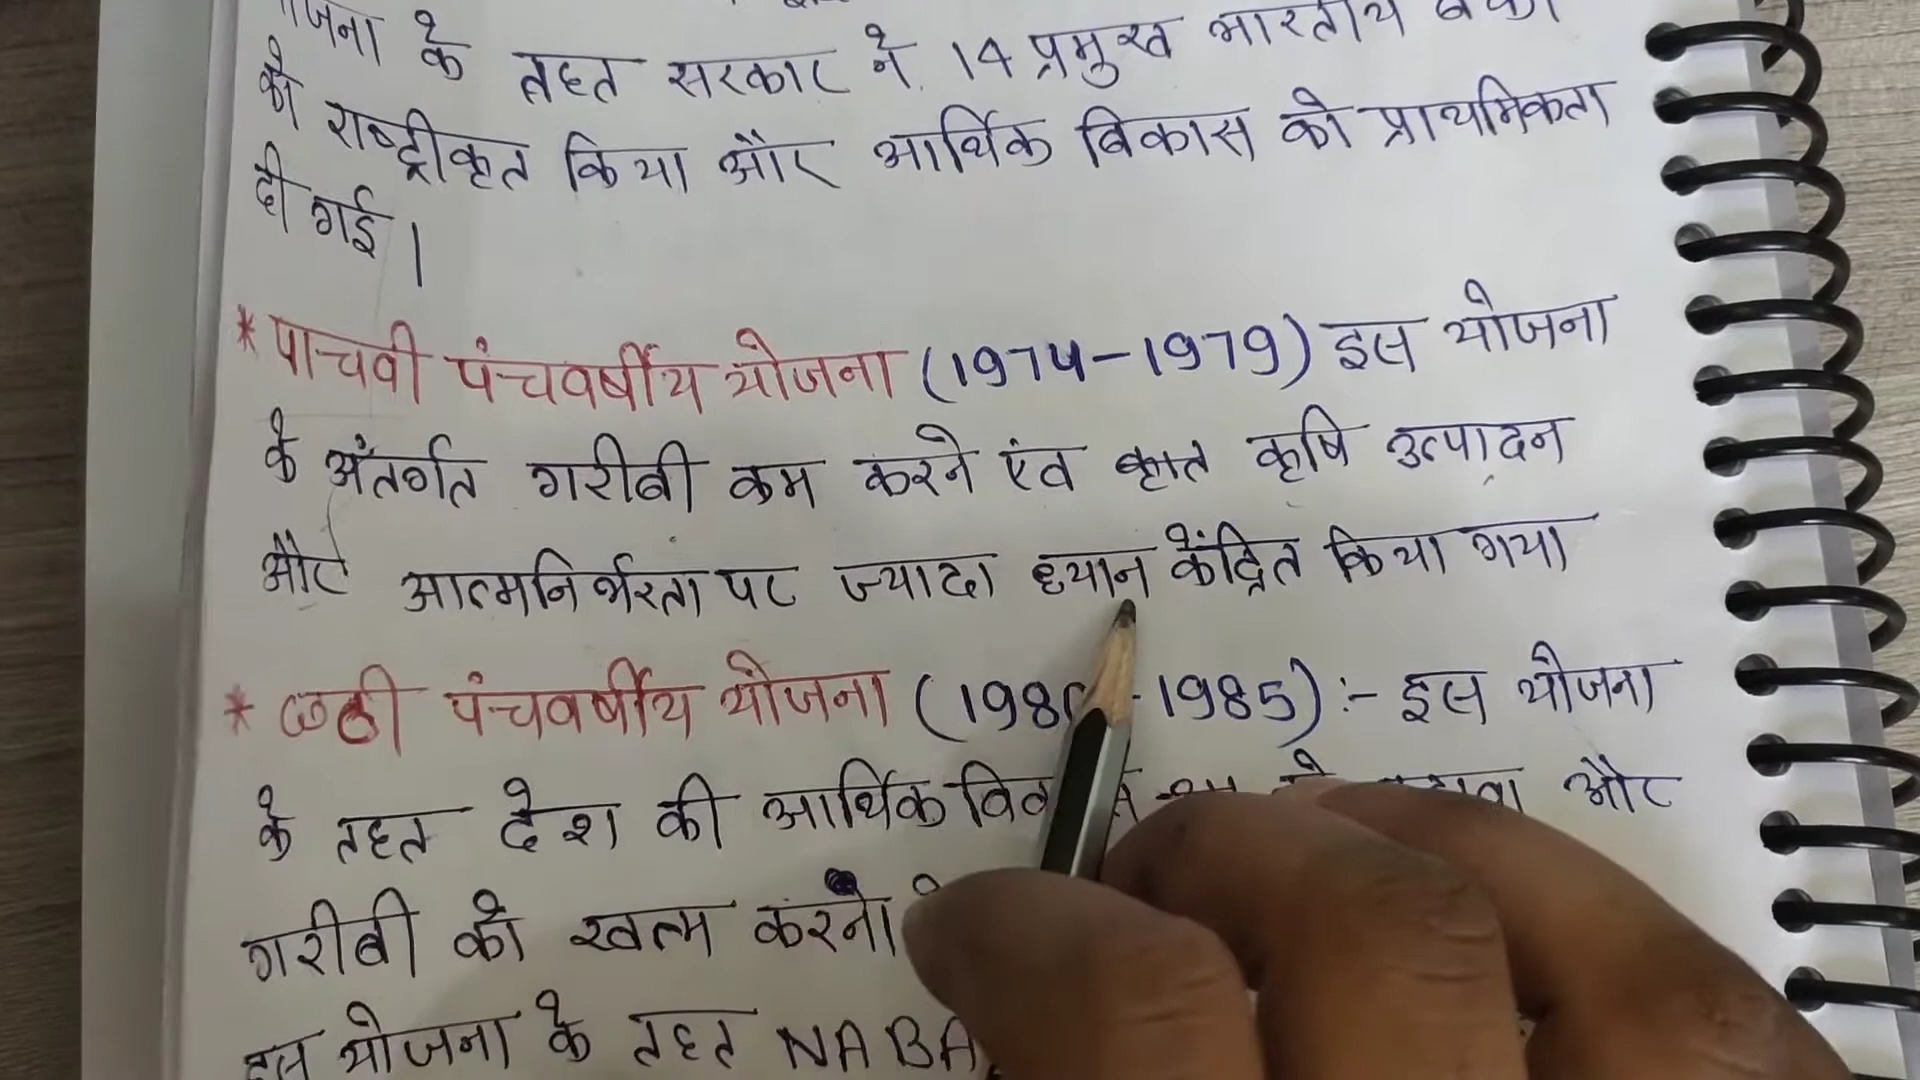 के तहत सरकार ने 14 प्रमुख भारतीय
को राष्ट्रीकृत किया और आर्थिक बिकास को प्राथमिकता
दी गई।
* पाचवी पंचवर्षीय योजना (1974-1979) इस योजना
के अंतर्गत गरीबी कम करने एंव कृषि उत्पादन
और आत्मनिर्भरता पर ज्यादा ध्यान केंद्रित किया गया
* छठी पंचवर्षीय योजना (1980-1985):- इस योजना
के तहत देश की आर्थिक और
गरीबी को खत्म करने
इस योजना के तहत NABA